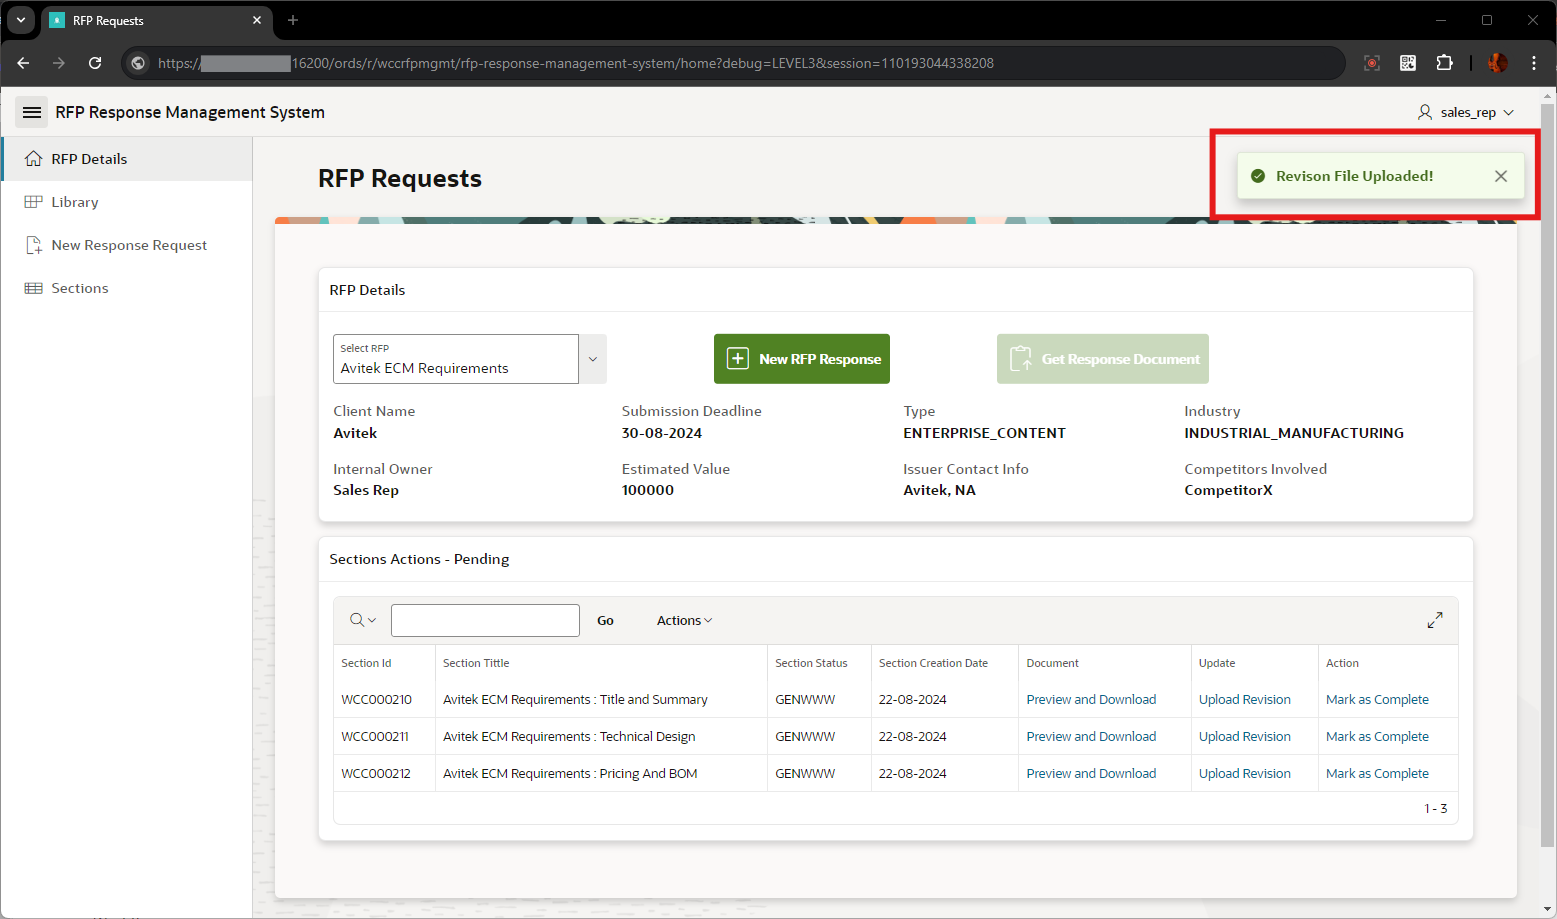 RFP Requests
https://
16200/ords/r/wccrfpmgmt/rfp-response-management-system/home?debug=LEVEL3&session=110193044338208
RFP Response Management System
sales_rep
RFP Details
Library
New Response Request
Sections
RFP Requests
Revison File Uploaded!
RFP Details
Select RFP
Avitek ECM Requirements
New RFP Response
Get Response Document
Client Name
Avitek
Submission Deadline
30-08-2024
Type
ENTERPRISE_CONTENT
Industry
INDUSTRIAL_MANUFACTURING
Internal Owner
Sales Rep
Estimated Value
100000
Issuer Contact Info
Avitek, NA
Competitors Involved
CompetitorX
Sections Actions - Pending
Go Actions
Section Id Section Tittle Section Status Section Creation Date Document Update Action
WCC000210 Avitek ECM Requirements : Title and Summary GENWWW 22-08-2024 Preview and Download Upload Revision Mark as Complete
WCC000211 Avitek ECM Requirements : Technical Design GENWWW 22-08-2024 Preview and Download Upload Revision Mark as Complete
WCC000212 Avitek ECM Requirements : Pricing And BOM GENWWW 22-08-2024 Preview and Download Upload Revision Mark as Complete
1 - 3